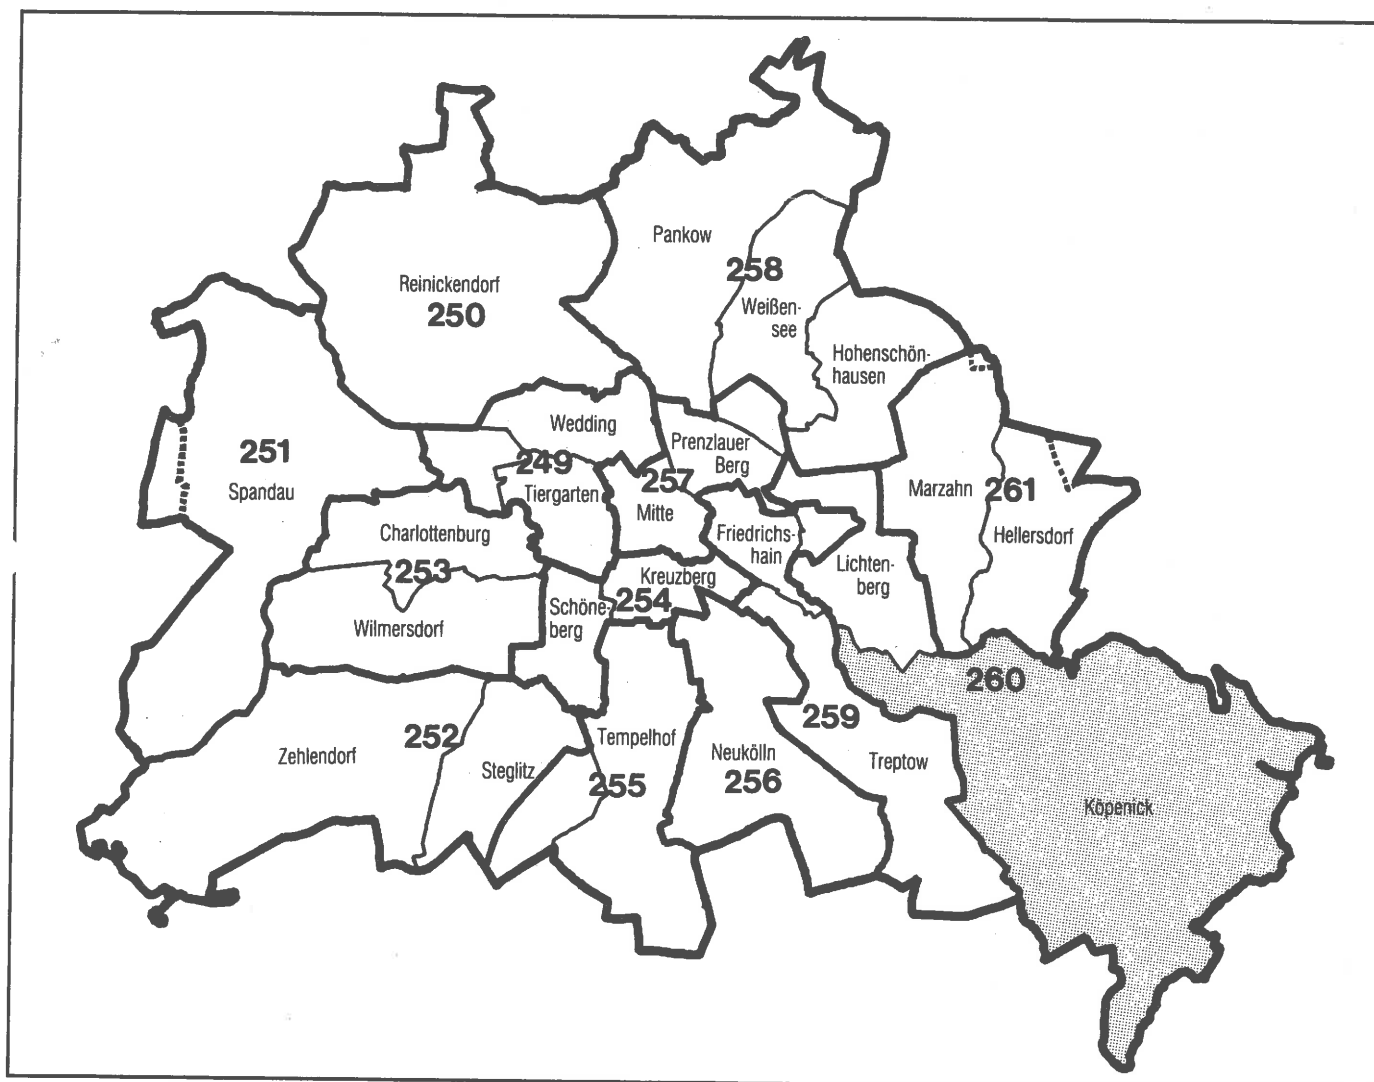 Pankow
258
Reinickendorf
250
Weißen-
see
Hohenschön-
hausen
Wedding
Prenzlauer
Berg
251
Spandau
249
Tiergarten
257
Mitte
Marzahn
261
Hellersdorf
Charlottenburg
253
Friedrichs-
hain
Lichten-
berg
Kreuzberg
254
Wilmersdorf
Schöne-
berg
260
259
252
Zehlendorf
Steglitz
Tempelhof
255
Neukölln
256
Treptow
Köpenick